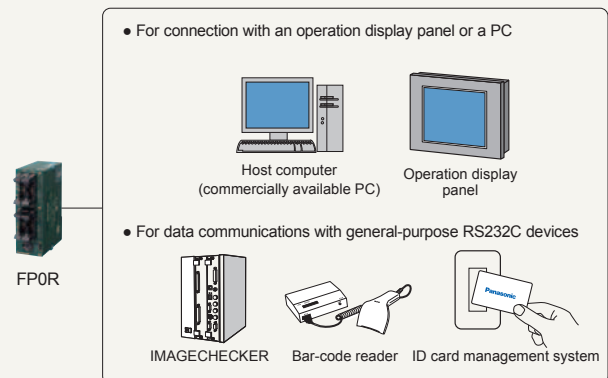 ● For connection with an operation display panel or a PC
Host computer
(commercially available PC)
Operation display
panel
FP0R
● For data communications with general-purpose RS232C devices
Panasonic
IMAGECHECKER
Bar-code reader
ID card management system